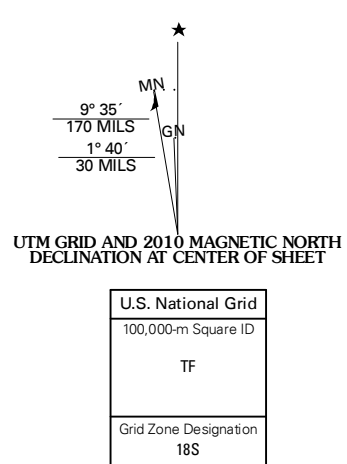 ★
MN
GN
9° 35´
170 MILS
1° 40´
30 MILS
UTM GRID AND 2010 MAGNETIC NORTH
DECLINATION AT CENTER OF SHEET
U.S. National Grid
100,000-m Square ID
TF
Grid Zone Designation
18S